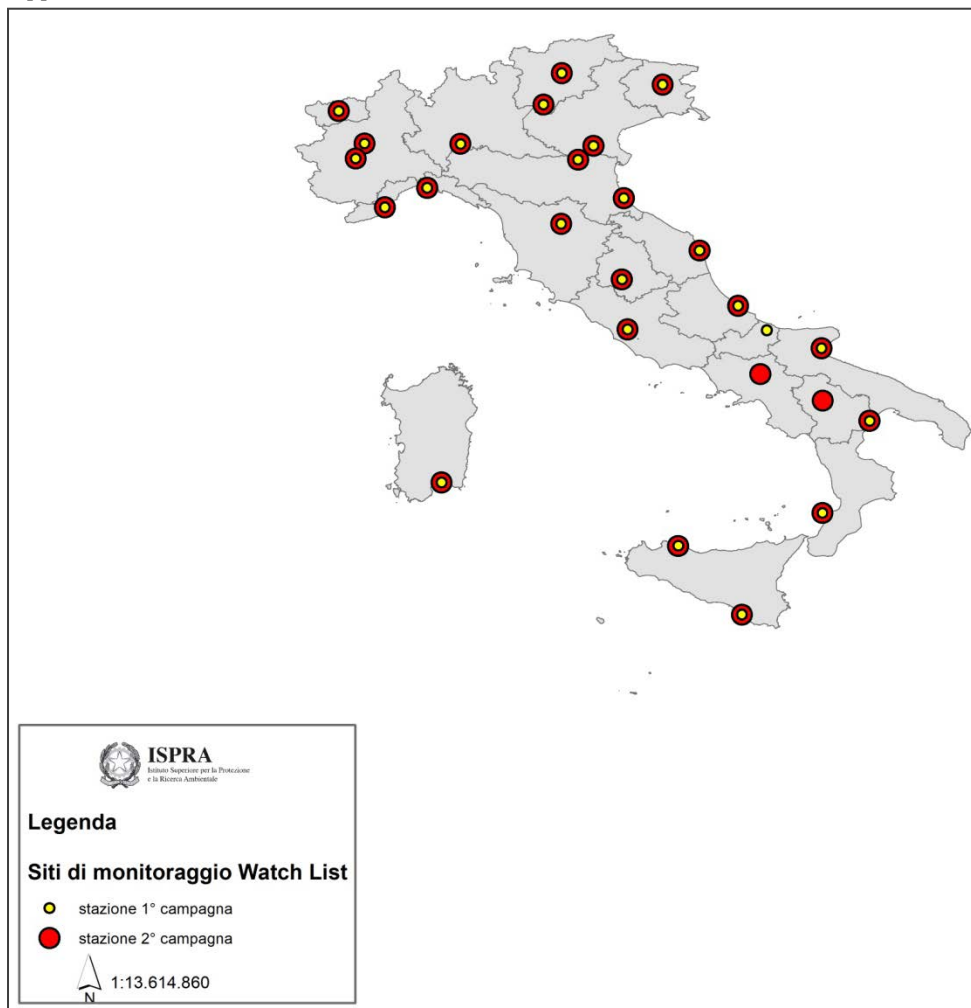 ISPRA
Istituto Superiore per la Protezione
e la Ricerca Ambientale
Legenda
Siti di monitoraggio Watch List
stazione 1° campagna
stazione 2° campagna
1:13.614.860
N